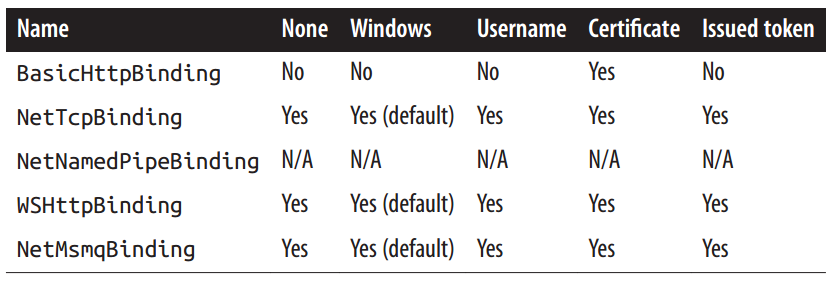 Name None Windows Username Certificate Issued token
BasicHttpBinding No No No Yes No
NetTcpBinding Yes Yes (default) Yes Yes Yes
NetNamedPipeBinding N/A N/A N/A N/A N/A
WSHttpBinding Yes Yes (default) Yes Yes Yes
NetMsmqBinding Yes Yes (default) Yes Yes Yes